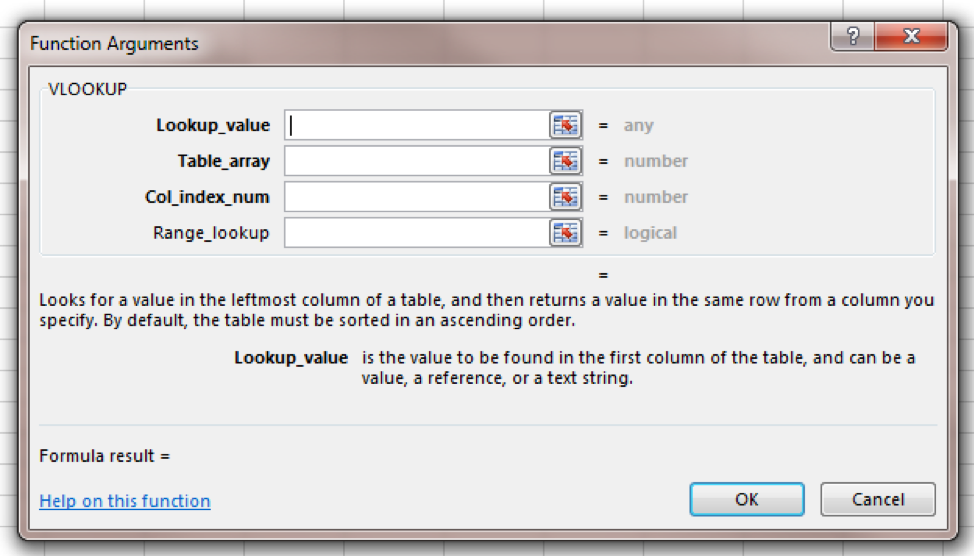 Function Arguments
?
X
VLOOKUP
Lookup_value = any
Table_array = number
Col_index_num = number
Range_lookup = logical
=
Looks for a value in the leftmost column of a table, and then returns a value in the same row from a column you
specify. By default, the table must be sorted in an ascending order.
Lookup_value is the value to be found in the first column of the table, and can be a
value, a reference, or a text string.
Formula result =
Help on this function
OK Cancel